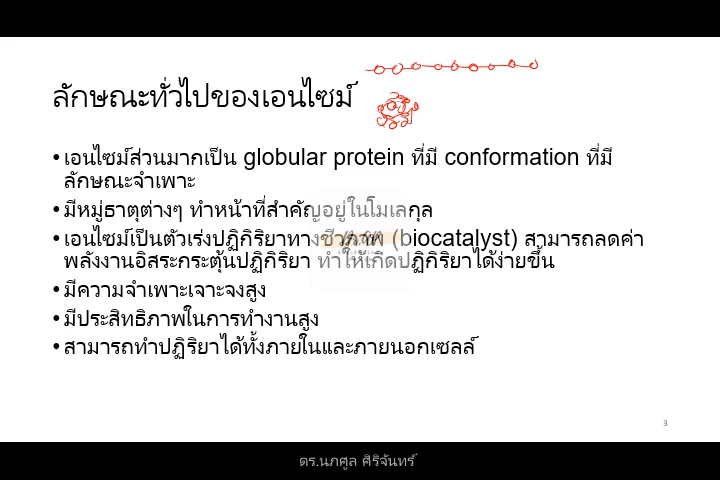 ลักษณะทั่วไปของเอนไซม์
•เอนไซม์ส่วนมากเป็น globular protein ที่มี conformation ที่มี
ลักษณะจำเพาะ
•มีหมู่ธาตุต่างๆ ทำหน้าที่สำคัญอยู่ในโมเลกุล
•เอนไซม์เป็นตัวเร่งปฏิกิริยาทางชีวภาพ (biocatalyst) สามารถลดค่า
พลังงานอิสระกระตุ้นปฏิกิริยา ทำให้เกิดปฏิกิริยาได้ง่ายขึ้น
•มีความจำเพาะเจาะจงสูง
•มีประสิทธิภาพในการทำงานสูง
•สามารถทำปฏิริยาได้ทั้งภายในและภายนอกเซลล์
3
ดร.นภศูล ศิริจันทร์